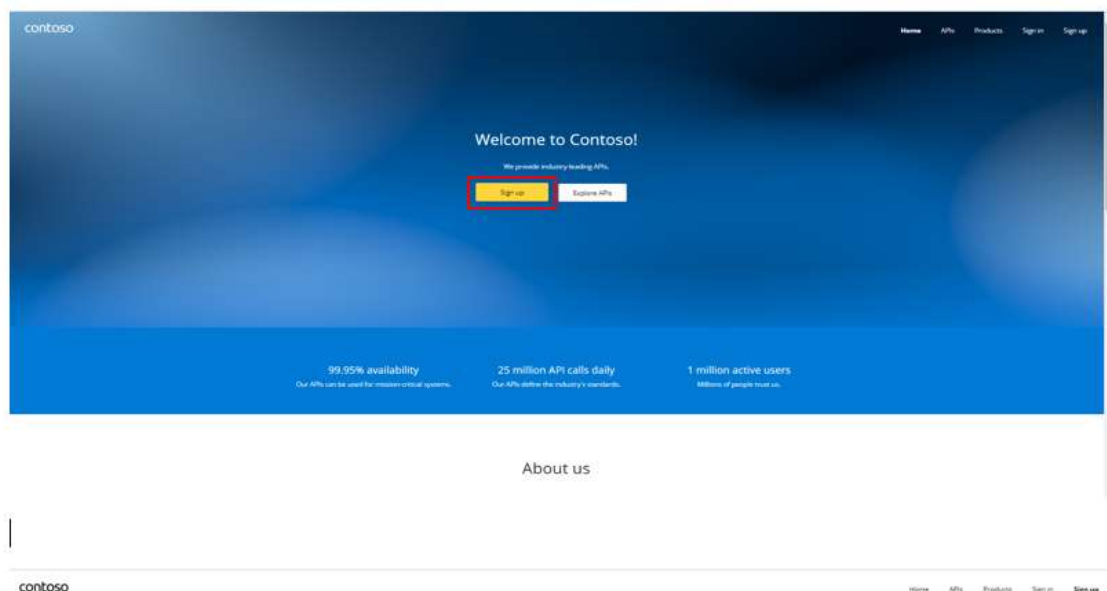 contoso
Home APIs Products Sign in Sign up
Welcome to Contoso!
We provide industry leading APIs.
Sign up Explore APIs
99.95% availability 25 million API calls daily 1 million active users
Our APIs can be used for mission-critical systems. Our APIs define the industry's standards. Millions of people trust us.
About us
contoso
Home APIs Products Sign in Sign up